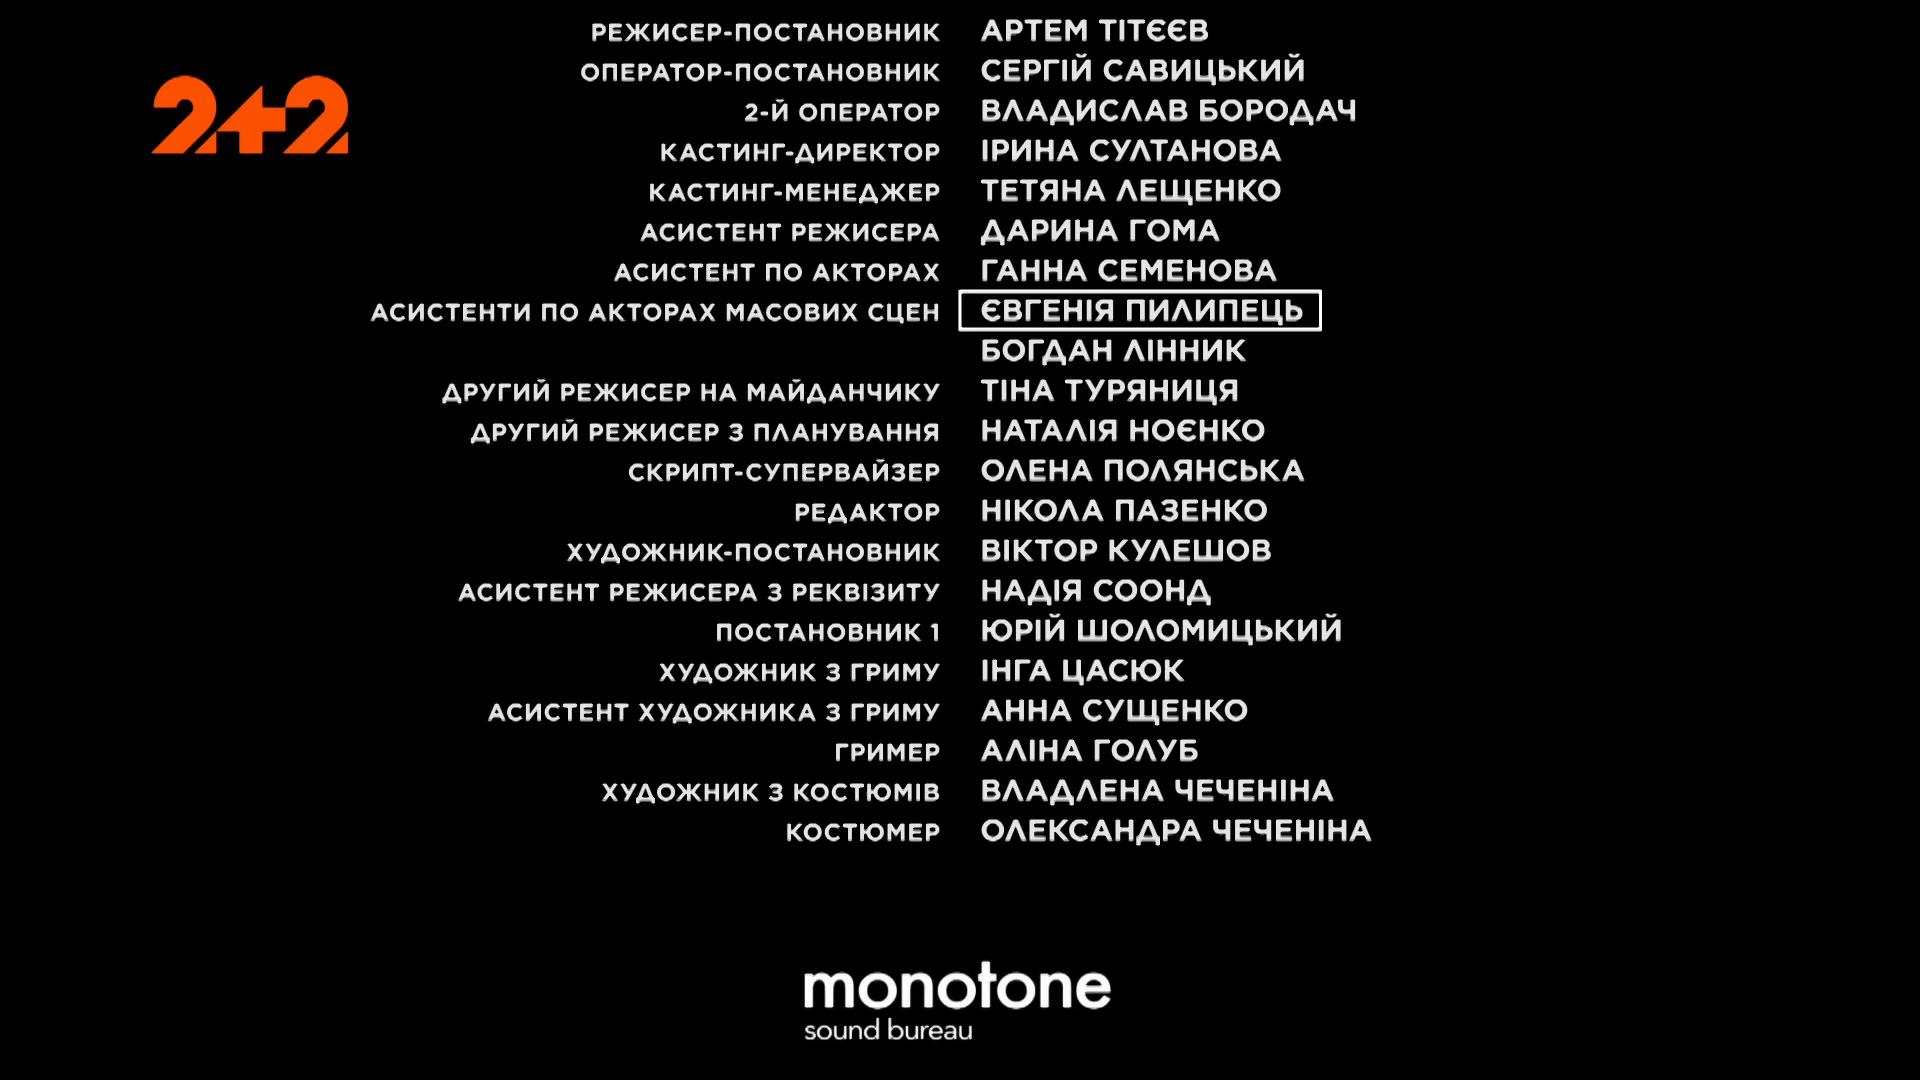 РЕЖИСЕР-ПОСТАНОВНИК АРТЕМ ТІТЄЄВ
2+2
ОПЕРАТОР-ПОСТАНОВНИК СЕРГІЙ САВИЦЬКИЙ
2-Й ОПЕРАТОР ВЛАДИСЛАВ БОРОДАЧ
КАСТИНГ-ДИРЕКТОР ІРИНА СУЛТАНОВА
КАСТИНГ-МЕНЕДЖЕР ТЕТЯНА ЛЕЩЕНКО
АСИСТЕНТ РЕЖИСЕРА ДАРИНА ГОМА
АСИСТЕНТ ПО АКТОРАХ ГАННА СЕМЕНОВА
АСИСТЕНТИ ПО АКТОРАХ МАСОВИХ СЦЕН ЄВГЕНІЯ ПИЛИПЕЦЬ
БОГДАН ЛІННИК
ДРУГИЙ РЕЖИСЕР НА МАЙДАНЧИКУ ТІНА ТУРЯНИЦЯ
ДРУГИЙ РЕЖИСЕР З ПЛАНУВАННЯ НАТАЛІЯ НОЄНКО
СКРИПТ-СУПЕРВАЙЗЕР ОЛЕНА ПОЛЯНСЬКА
РЕДАКТОР НІКОЛА ПАЗЕНКО
ХУДОЖНИК-ПОСТАНОВНИК ВІКТОР КУЛЕШОВ
АСИСТЕНТ РЕЖИСЕРА З РЕКВІЗИТУ НАДІЯ СООНД
ПОСТАНОВНИК 1 ЮРІЙ ШОЛОМИЦЬКИЙ
ХУДОЖНИК З ГРИМУ ІНГА ЦАСЮК
АСИСТЕНТ ХУДОЖНИКА З ГРИМУ АННА СУЩЕНКО
ГРИМЕР АЛІНА ГОЛУБ
ХУДОЖНИК З КОСТЮМІВ ВЛАДЛЕНА ЧЕЧЕНІНА
КОСТЮМЕР ОЛЕКСАНДРА ЧЕЧЕНІНА
monotone
sound bureau